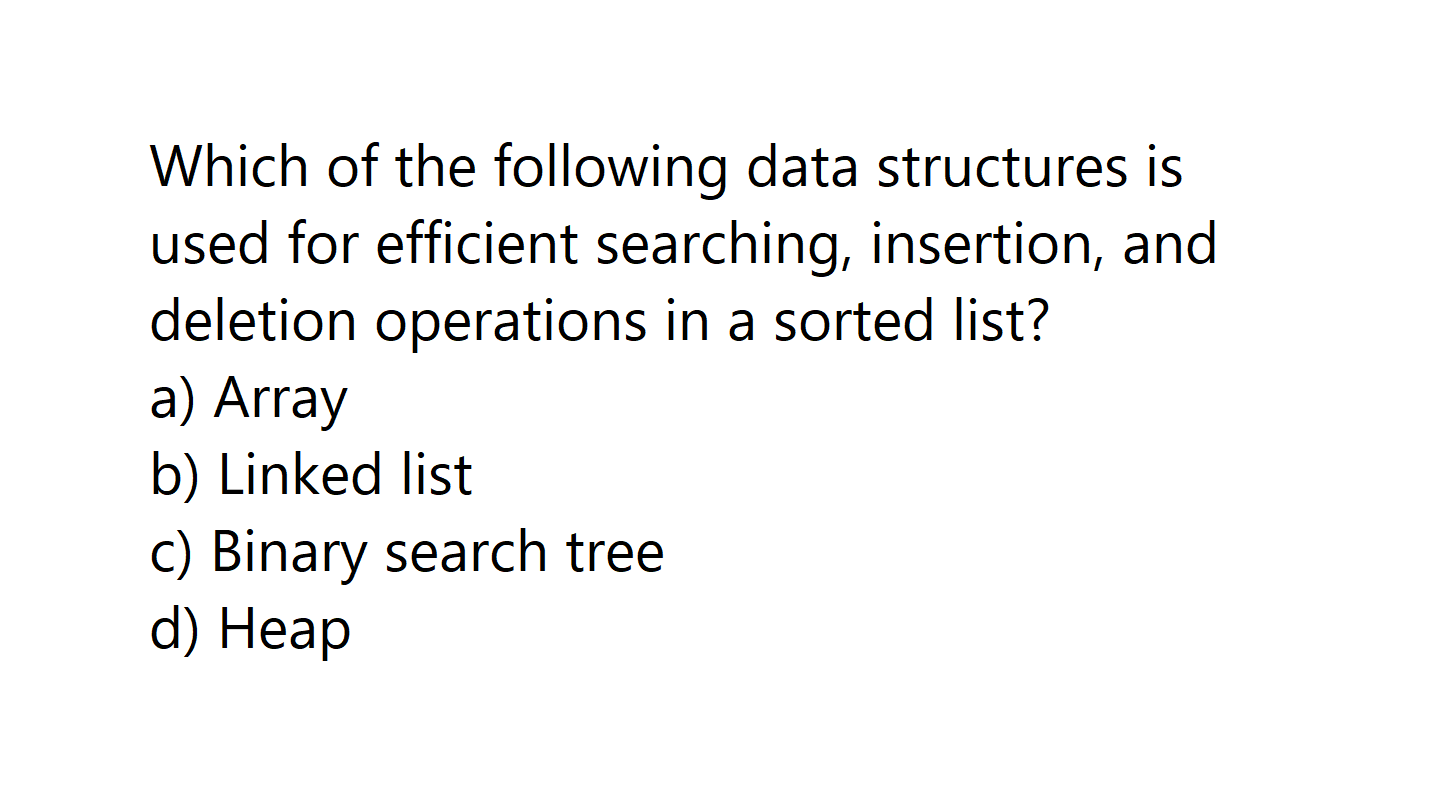 Which of the following data structures is
used for efficient searching, insertion, and
deletion operations in a sorted list?
a) Array
b) Linked list
c) Binary search tree
d) Heap